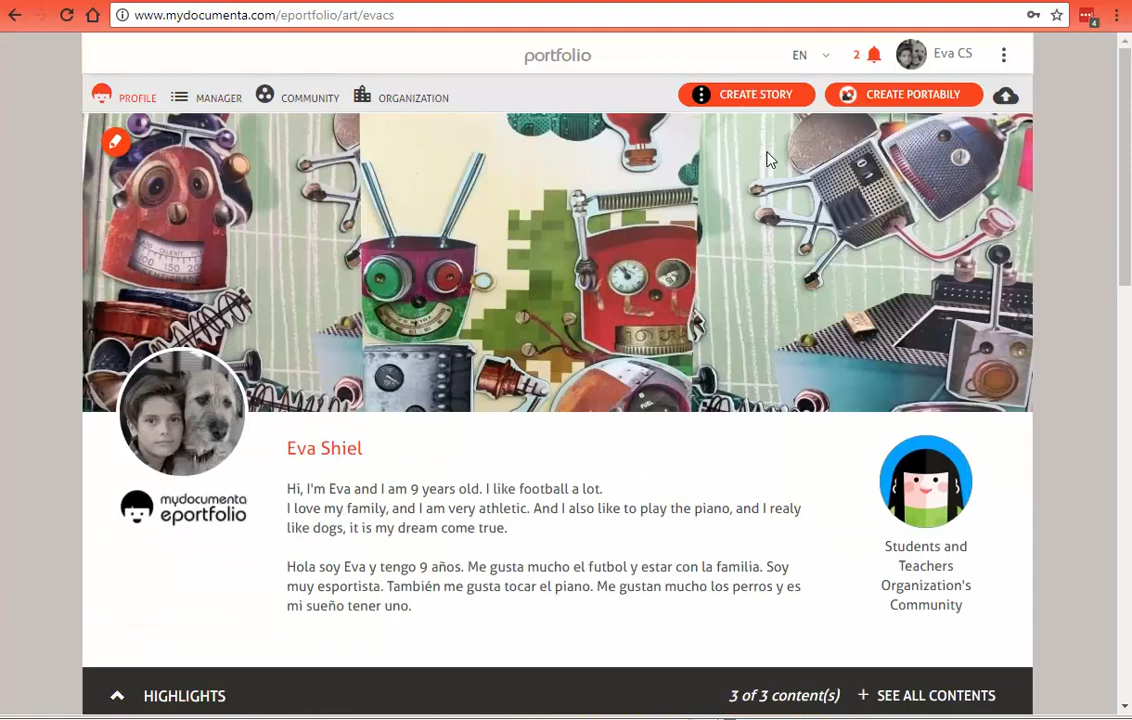 www.mydocumenta.com/eportfolio/art/evacs
4
portfolio
EN
2
Eva CS
PROFILE
MANAGER
COMMUNITY
ORGANIZATION
CREATE STORY
CREATE PORTABILY
100 150 20
FUEL
mydocumenta
eportfolio
Eva Shiel
Hi, I'm Eva and I am 9 years old. I like football a lot.
I love my family, and I am very athletic. And I also like to play the piano, and I realy
like dogs, it is my dream come true.
Hola soy Eva y tengo 9 años. Me gusta mucho el futbol y estar con la familia. Soy
muy esportista. También me gusta tocar el piano. Me gustan mucho los perros y es
mi sueño tener uno.
Students and
Teachers
Organization's
Community
HIGHLIGHTS
3 of 3 content(s)
+ SEE ALL CONTENTS